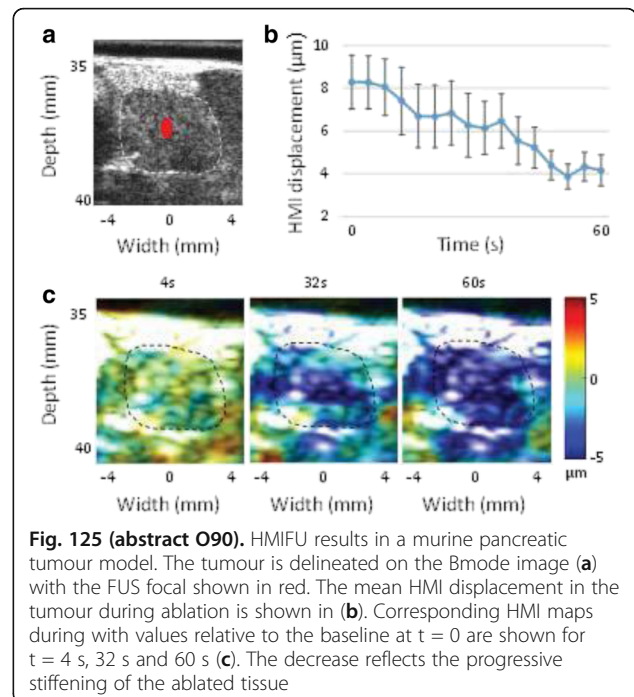 a
35
Depth (mm)
40
-4 0 4
Width (mm)
b
10
8
6
4
2
HMI displacement (µm)
0 60
Time (s)
c
4s 32s 60s
35
Depth (mm)
40
-4 0 4 -4 0 4 -4 0 4
Width (mm) Width (mm) Width (mm)
5
0
-5
µm
Fig. 125 (abstract O90). HMIFU results in a murine pancreatic
tumour model. The tumour is delineated on the Bmode image (a)
with the FUS focal shown in red. The mean HMI displacement in the
tumour during ablation is shown in (b). Corresponding HMI maps
during with values relative to the baseline at t = 0 are shown for
t = 4 s, 32 s and 60 s (c). The decrease reflects the progressive
stiffening of the ablated tissue